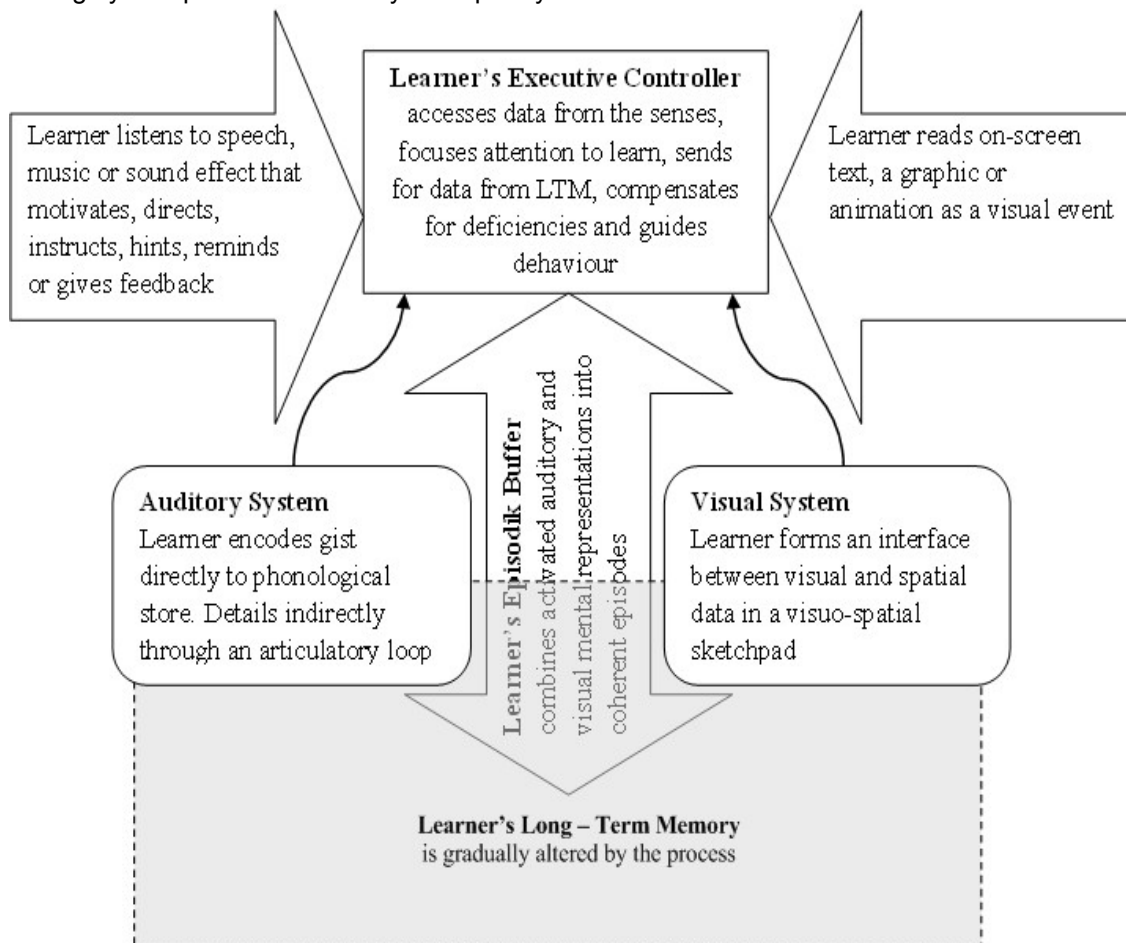 Learner's Executive Controller
accesses data from the senses,
focuses attention to learn, sends
for data from LTM, compensates
for deficiencies and guides
dehaviour
Learner listens to speech,
music or sound effect that
motivates, directs,
instructs, hints, reminds
or gives feedback
Learner reads on-screen
text, a graphic or
animation as a visual event
Auditory System
Learner encodes gist
directly to phonological
store. Details indirectly
through an articulatory loop
Learner's Episodik Buffer
combines activated auditory and
visual mental representations into
coherent episodes
Visual System
Learner forms an interface
between visual and spatial
data in a visuo-spatial
sketchpad
Learner's Long – Term Memory
is gradually altered by the process